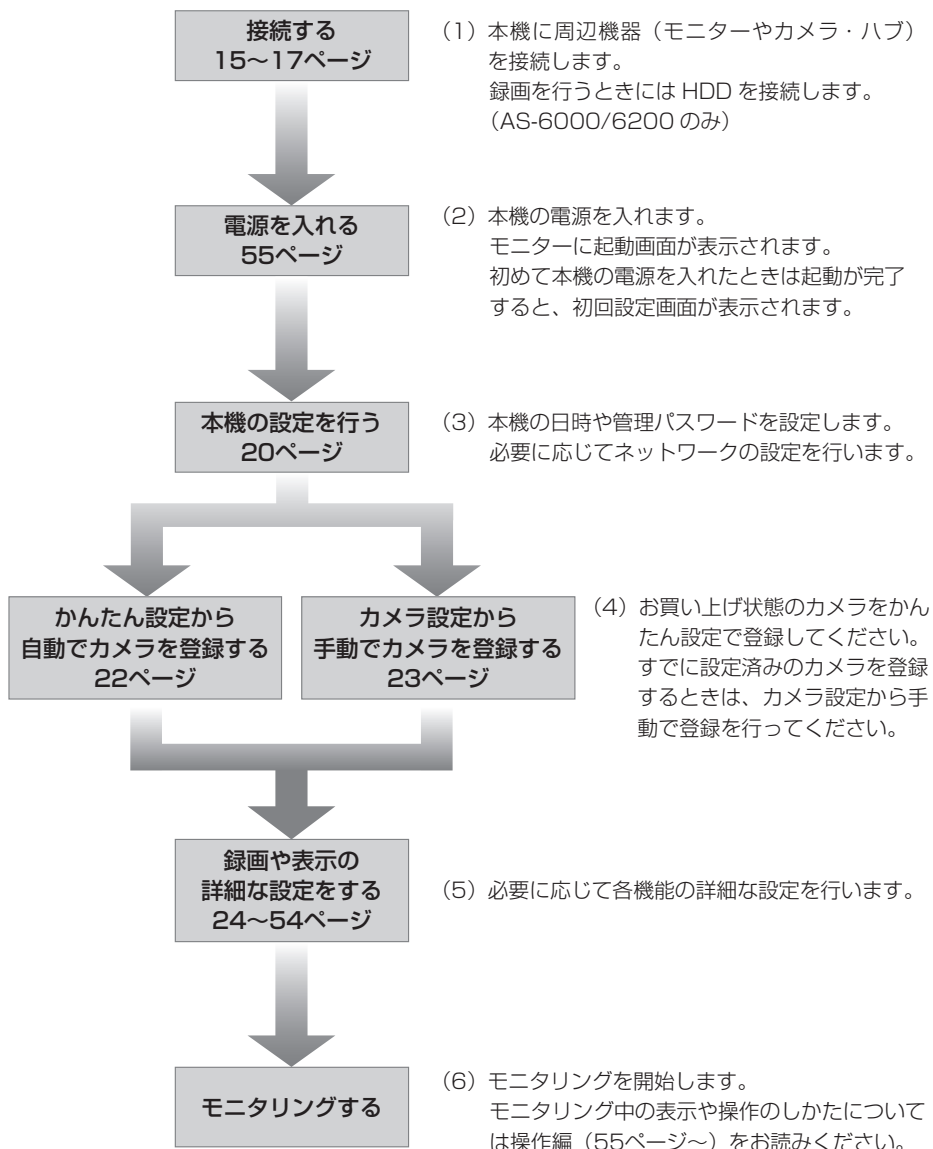 接続する
15～17ページ
（1）本機に周辺機器（モニターやカメラ・ハブ）
を接続します。
録画を行うときには HDD を接続します。
（AS-6000/6200 のみ）
電源を入れる
55ページ
（2）本機の電源を入れます。
モニターに起動画面が表示されます。
初めて本機の電源を入れたときは起動が完了
すると、初回設定画面が表示されます。
本機の設定を行う
20ページ
（3）本機の日時や管理パスワードを設定します。
必要に応じてネットワークの設定を行います。
かんたん設定から
自動でカメラを登録する
22ページ
カメラ設定から
手動でカメラを登録する
23ページ
（4）お買い上げ状態のカメラをかん
たん設定で登録してください。
すでに設定済みのカメラを登録
するときは、カメラ設定から手
動で登録を行ってください。
録画や表示の
詳細な設定をする
24～54ページ
（5）必要に応じて各機能の詳細な設定を行います。
モニタリングする
（6）モニタリングを開始します。
モニタリング中の表示や操作のしかたについて
は操作編（55ページ～）をお読みください。